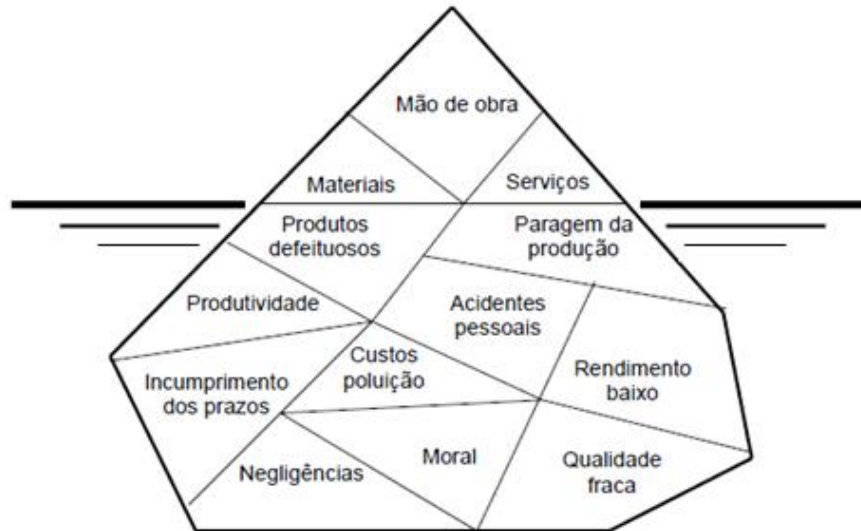 Mão de obra
Materiais
Serviços
Produtos
defeituosos
Paragem da
produção
Produtividade
Acidentes
pessoais
Incumprimento
dos prazos
Custos
poluição
Rendimento
baixo
Negligências
Moral
Qualidade
fraca